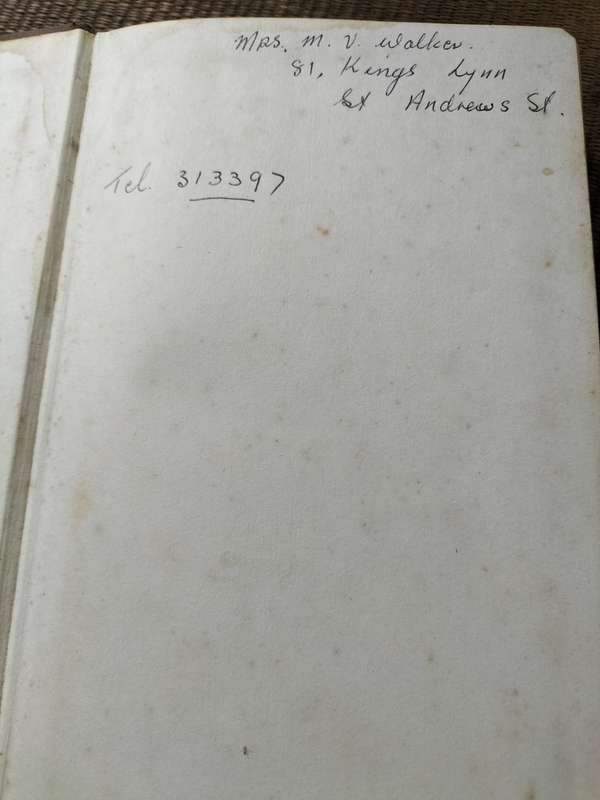 Mrs. M. V. Walker.
81, Kings Lynn
St Andrews St.
Tel. 313397